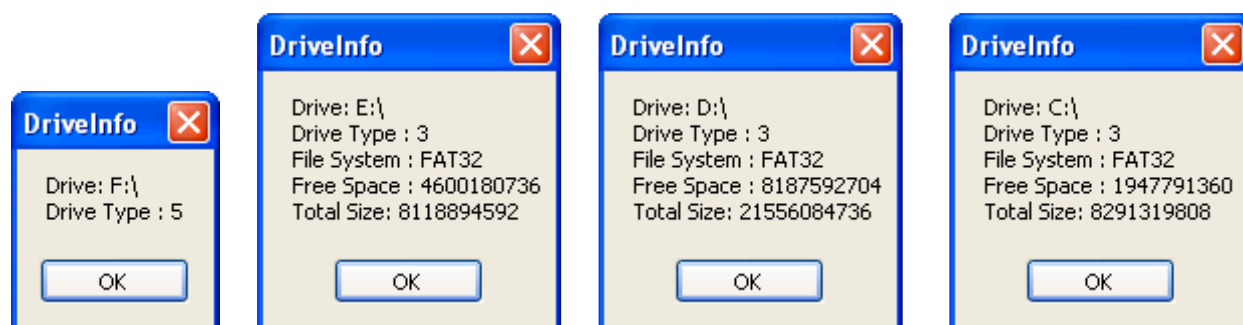 DriveInfo
Drive: F:\
Drive Type : 5
OK
DriveInfo
Drive: E:\
Drive Type : 3
File System : FAT32
Free Space : 4600180736
Total Size: 8118894592
OK
DriveInfo
Drive: D:\
Drive Type : 3
File System : FAT32
Free Space : 8187592704
Total Size: 21556084736
OK
DriveInfo
Drive: C:\
Drive Type : 3
File System : FAT32
Free Space : 1947791360
Total Size: 8291319808
OK